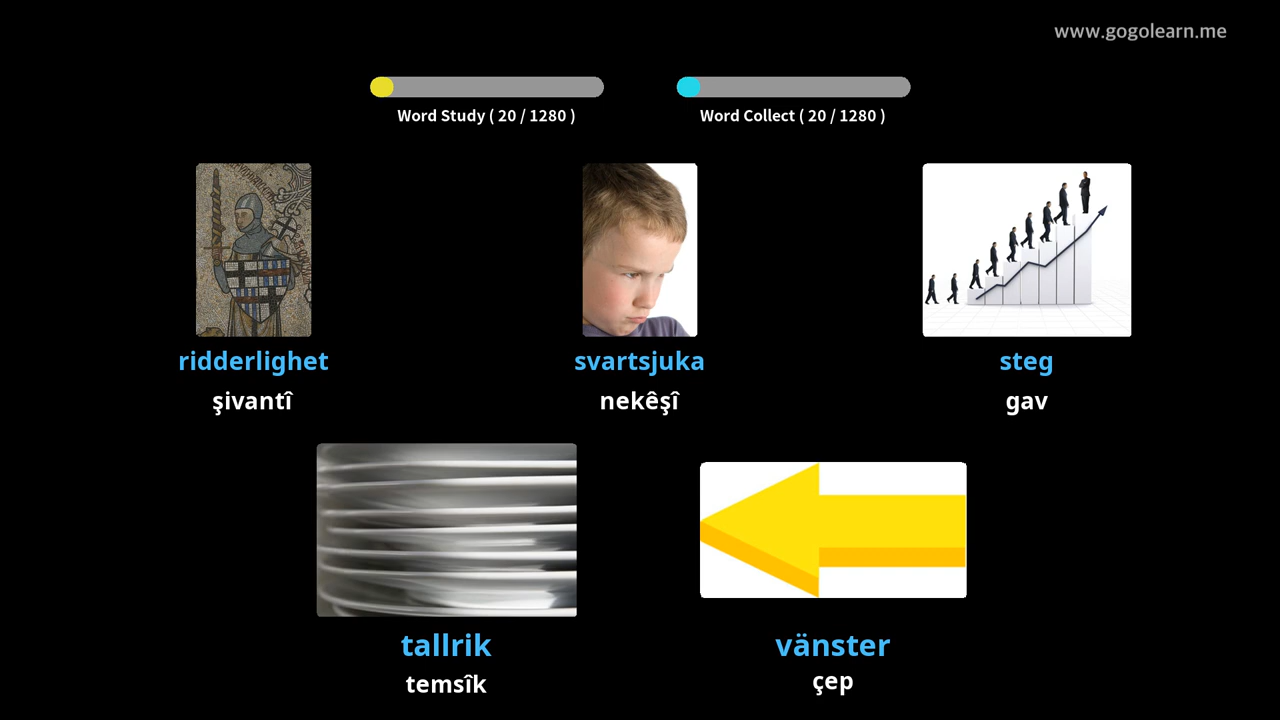 www.gogolearn.me
Word Study ( 20 / 1280 )
Word Collect ( 20 / 1280 )
ridderlighet
şivantî
svartsjuka
nekêşî
steg
gav
tallrik
temsîk
vänster
çep